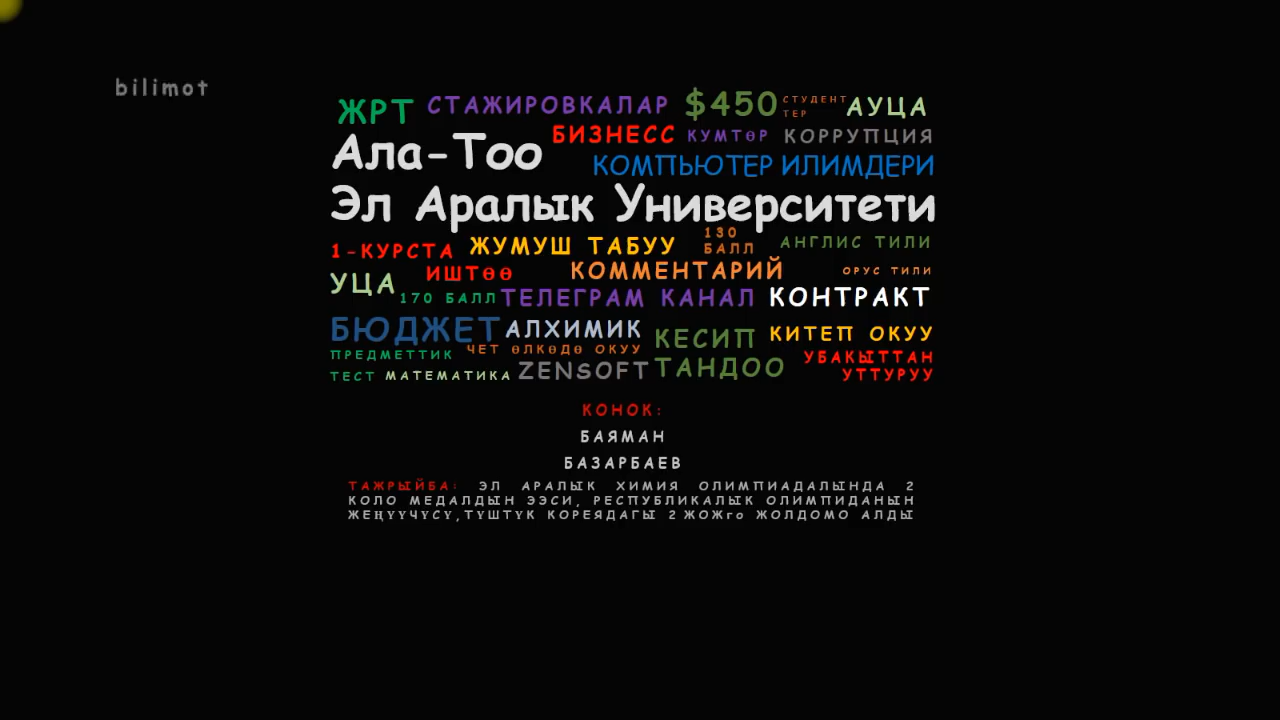 bilimot
ЖРТ СТАЖИРОВКАЛАР $450 СТУДЕНТ
ТЕР АУЦА
БИЗНЕСС КУМТӨР КОРРУПЦИЯ
Ала-Тоо КОМПЬЮТЕР ИЛИМДЕРИ
Эл Аралык Университети
1-КУРСТА ЖУМУШ ТАБУУ 130
БАЛЛ АНГЛИС ТИЛИ
ИШТӨӨ КОММЕНТАРИЙ ОРУС ТИЛИ
УЦА 170 БАЛЛ ТЕЛЕГРАМ КАНАЛ КОНТРАКТ
БЮДЖЕТ АЛХИМИК КЕСИП КИТЕП ОКУУ
ПРЕДМЕТТИК ЧЕТ ӨЛКӨДӨ ОКУУ УБАКЫТТАН
ТЕСТ МАТЕМАТИКА ZENSOFT ТАНДОО УТТУРУУ
КОНОК:
БАЯМАН
БАЗАРБАЕВ
ТАЖРЫЙБА: ЭЛ АРАЛЫК ХИМИЯ ОЛИМПИАДАЛЫНДА 2
КОЛО МЕДАЛДЫН ЭЭСИ, РЕСПУБЛИКАЛЫК ОЛИМПИДАНЫН
ЖЕҢҮҮЧҮСҮ,ТҮШТҮК КОРЕЯДАГЫ 2 ЖОЖго ЖОЛДОМО АЛДЫ